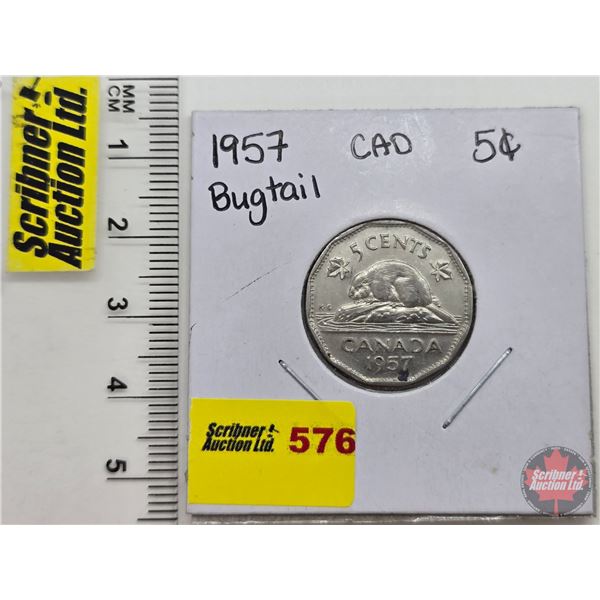 MM
CM
1
2
3
4
5
Scribner
Auction Ltd.
1957 CAD 5¢
Bugtail
5 CENTS
KG
CANADA
1957
Scribner
Auction Ltd.
576
Scribner
Auction Ltd.